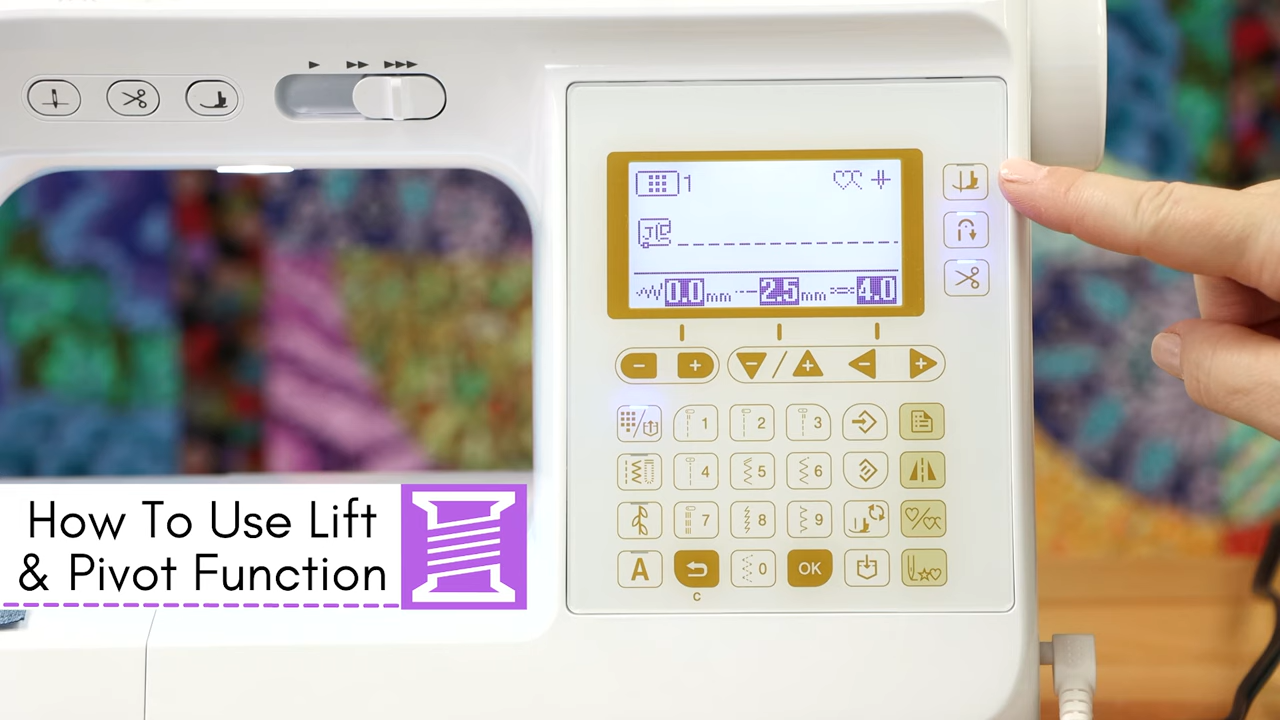 1
J
0.0mm 2.5mm 4.0
1 2 3
4 5 6
7 8 9
A 0 OK
C
How To Use Lift
& Pivot Function